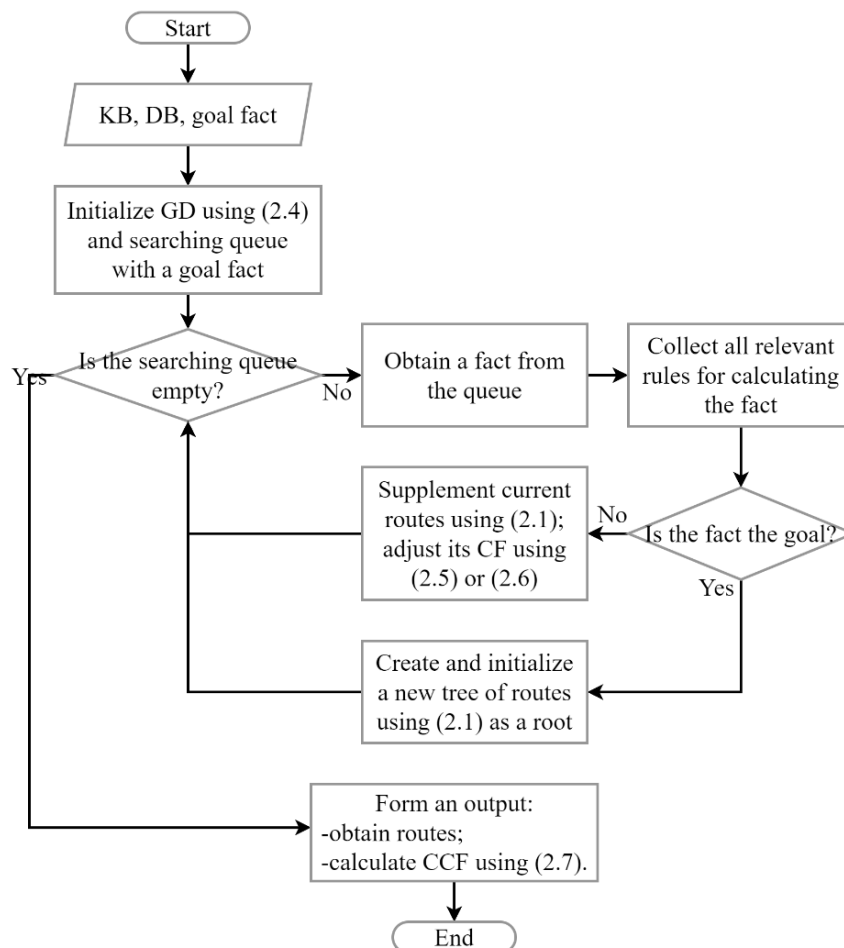 Start
KB, DB, goal fact
Initialize GD using (2.4)
and searching queue
with a goal fact
Is the searching queue
empty?
Yes
No
Obtain a fact from
the queue
Collect all relevant
rules for calculating
the fact
Is the fact the goal?
No
Yes
Supplement current
routes using (2.1);
adjust its CF using
(2.5) or (2.6)
Create and initialize
a new tree of routes
using (2.1) as a root
Form an output:
-obtain routes;
-calculate CCF using (2.7).
End